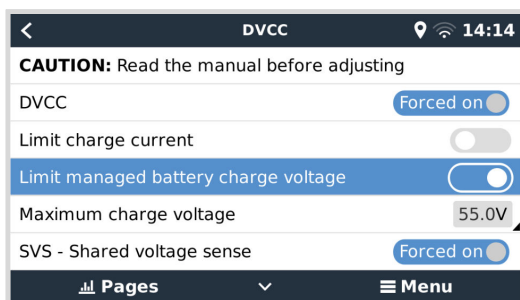 DVCC 14:14
CAUTION: Read the manual before adjusting
DVCC Forced on
Limit charge current
Limit managed battery charge voltage
Maximum charge voltage 55.0V
SVS - Shared voltage sense Forced on
Pages Menu